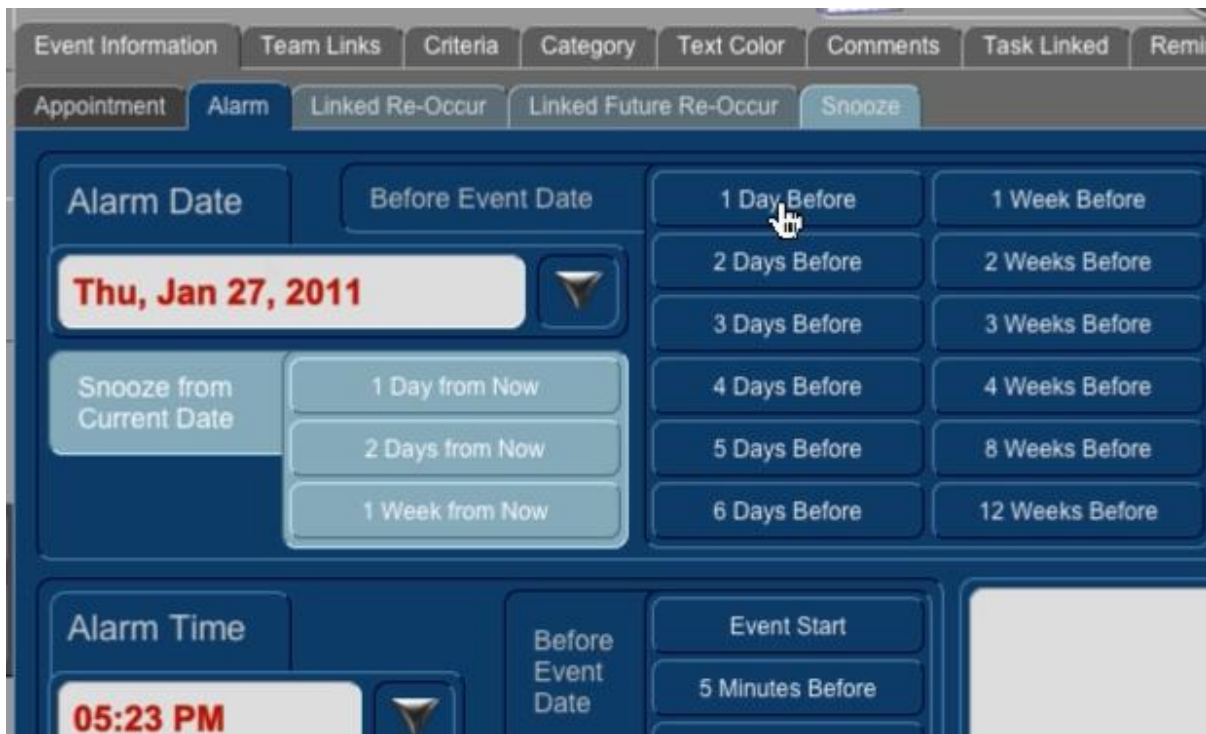 Event Information
Team Links
Criteria
Category
Text Color
Comments
Task Linked
Appointment
Alarm
Linked Re-Occur
Linked Future Re-Occur
Snooze
Alarm Date
Before Event Date
1 Day Before
1 Week Before
2 Days Before
2 Weeks Before
Thu, Jan 27, 2011
3 Days Before
3 Weeks Before
Snooze from
Current Date
1 Day from Now
4 Days Before
4 Weeks Before
2 Days from Now
5 Days Before
8 Weeks Before
1 Week from Now
6 Days Before
12 Weeks Before
Alarm Time
Before
Event
Date
Event Start
5 Minutes Before
05:23 PM